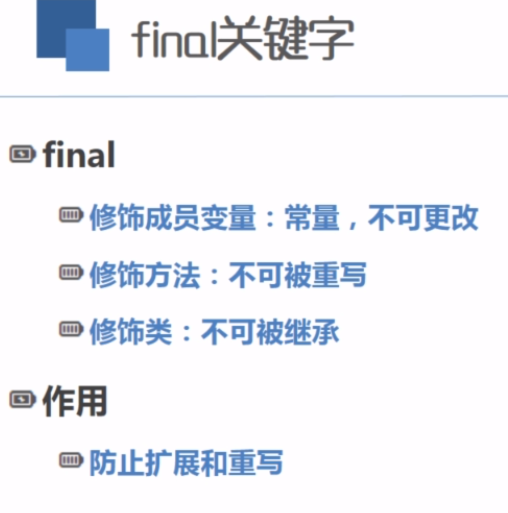 final关键字
final
修饰成员变量：常量，不可更改
修饰方法：不可被重写
修饰类：不可被继承
作用
防止扩展和重写